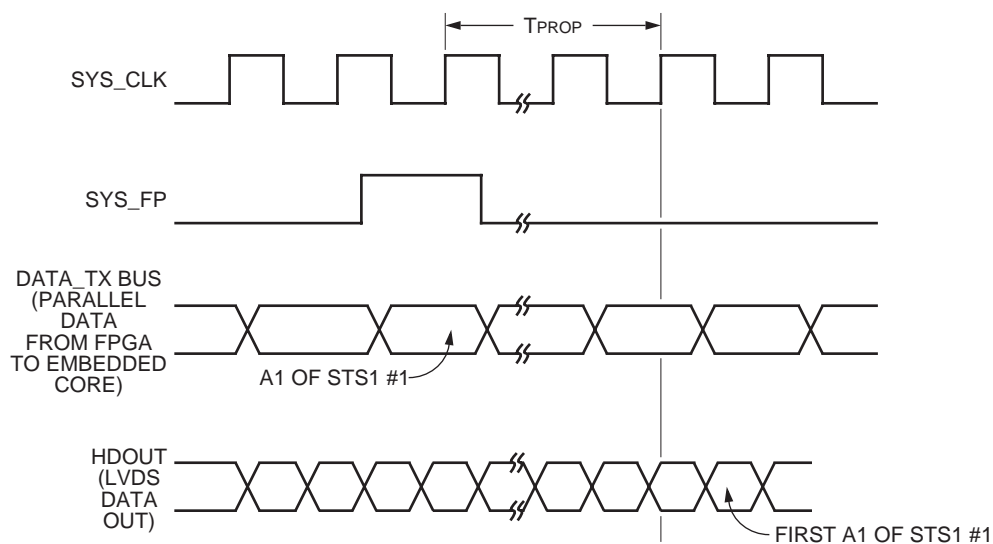 TPROP
SYS_CLK
SYS_FP
DATA_TX BUS
(PARALLEL
DATA
FROM FPGA
TO EMBEDDED
CORE)
A1 OF STS1 #1
HDOUT
(LVDS
DATA
OUT)
FIRST A1 OF STS1 #1